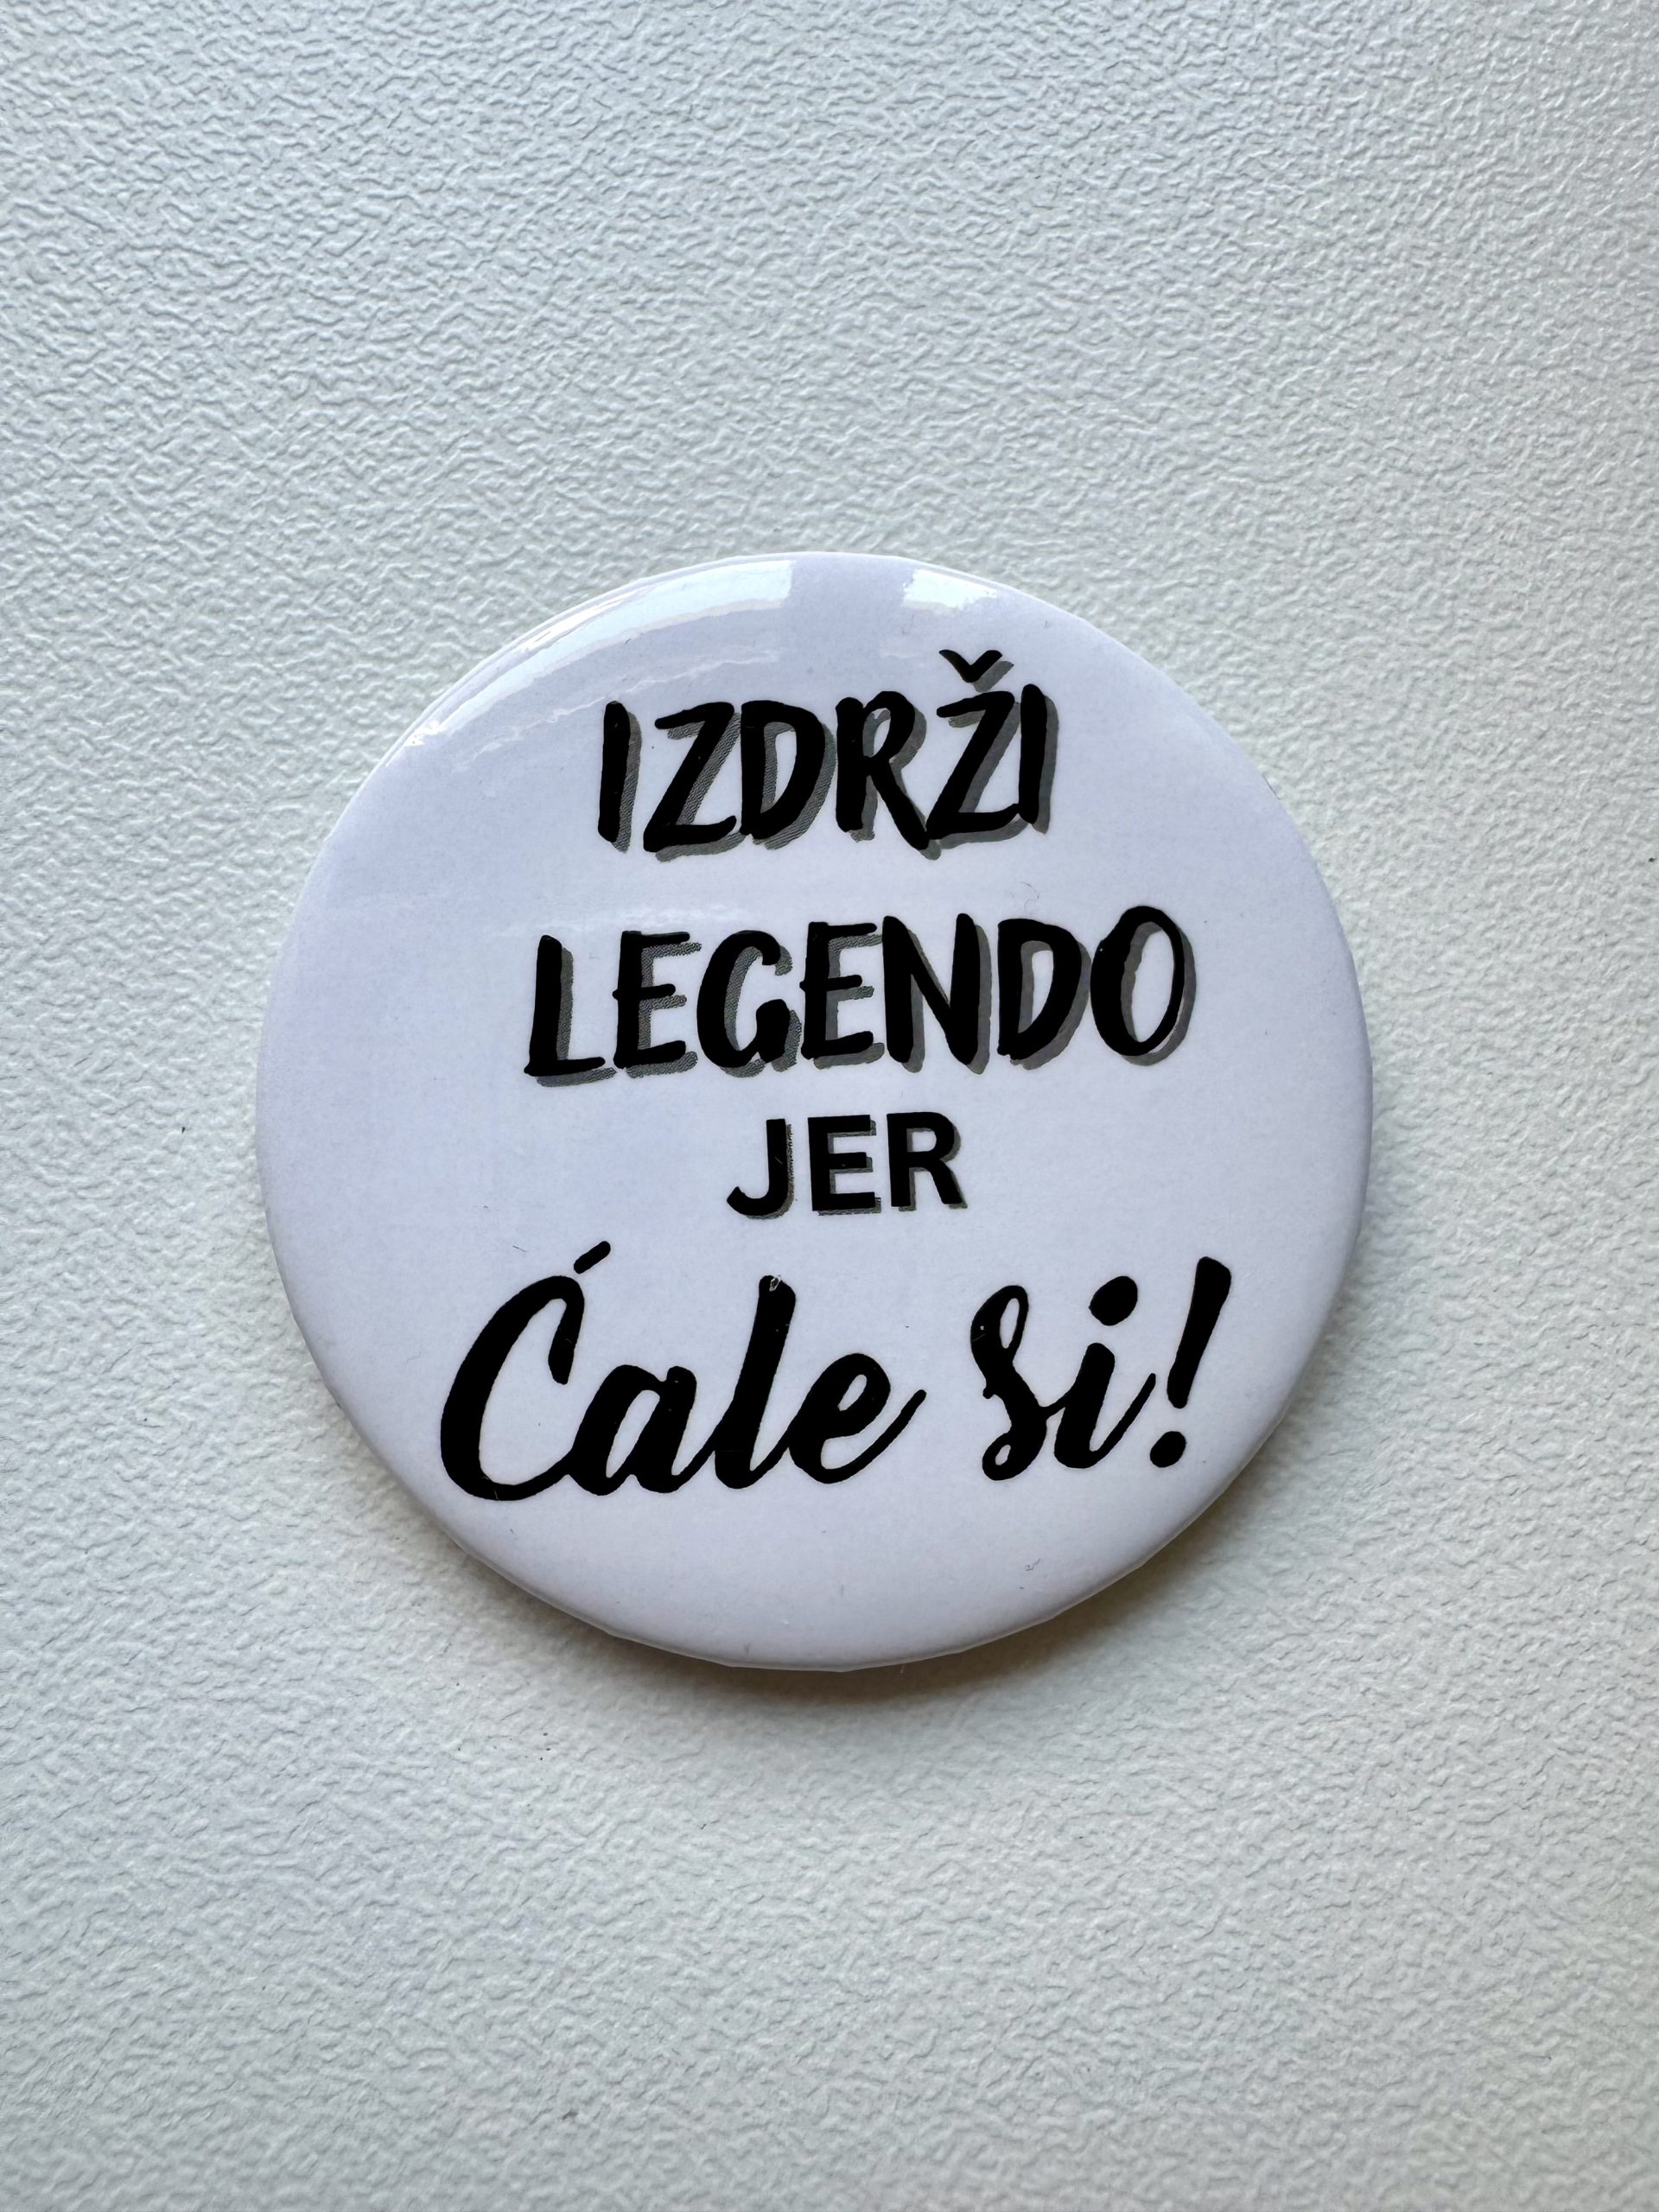 IZDRŽI
LEGENDO
JER
Ćale si!